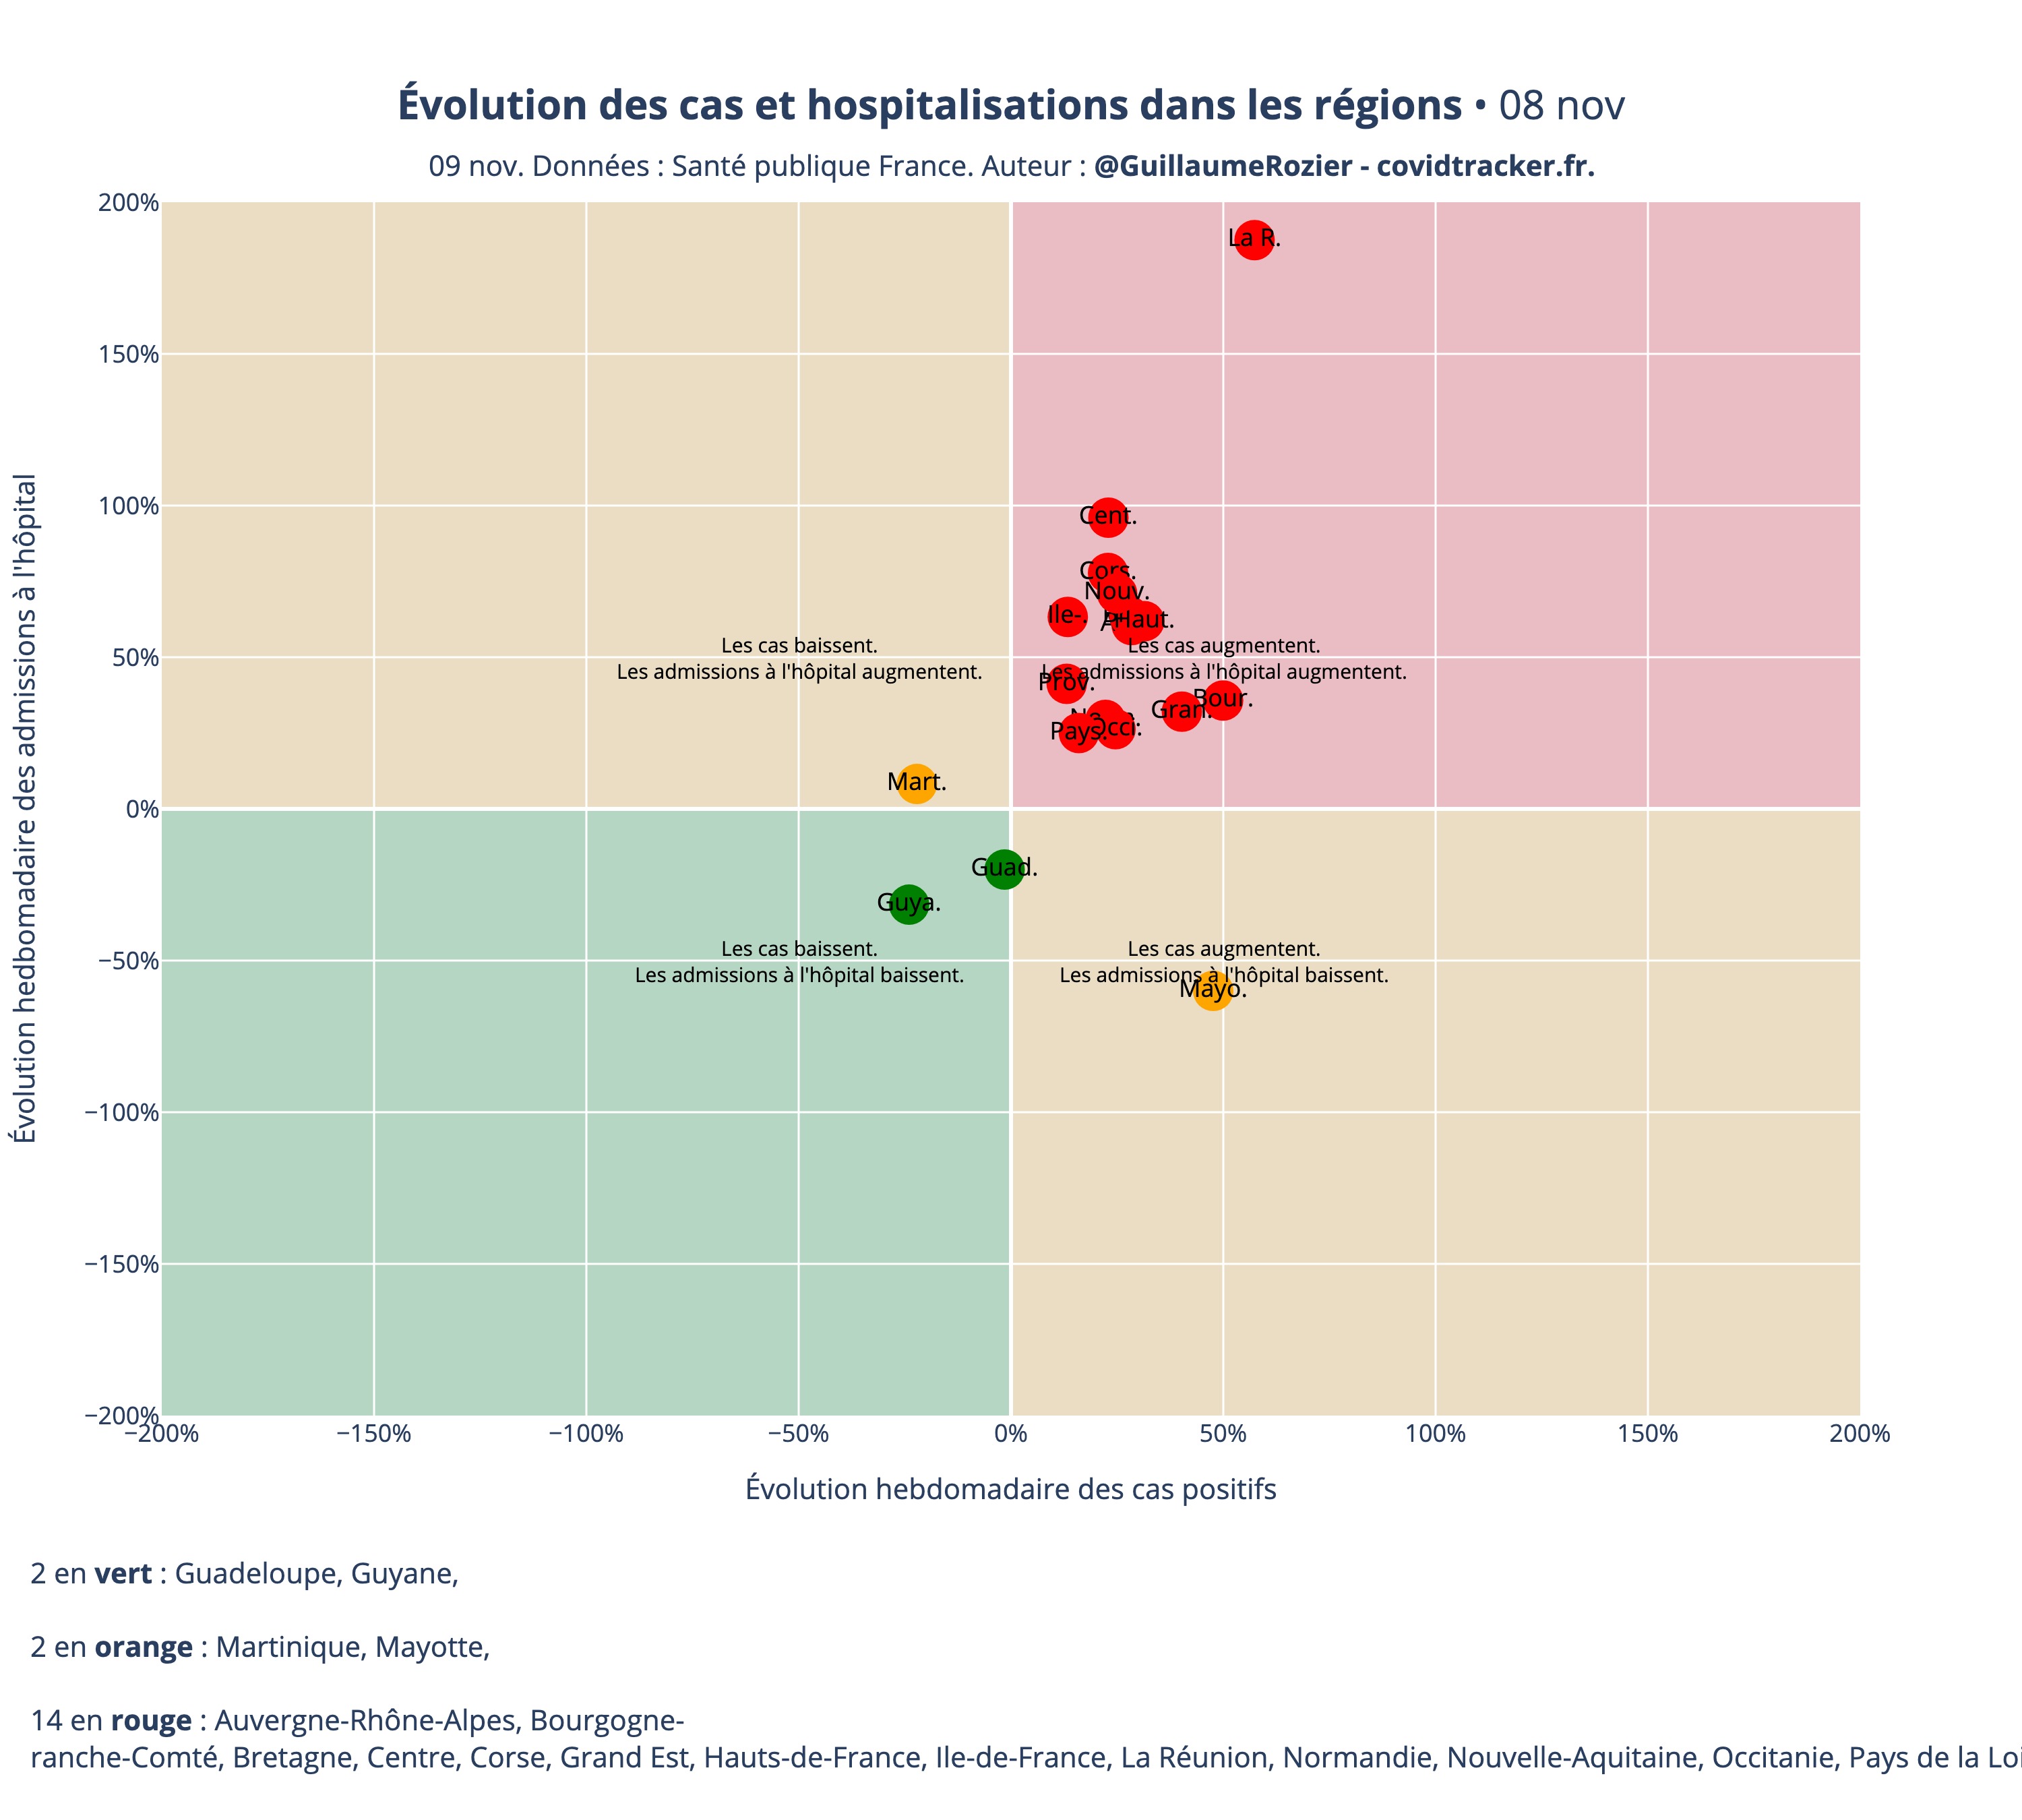 Évolution des cas et hospitalisations dans les régions • 08 nov
09 nov. Données : Santé publique France. Auteur : @GuillaumeRozier - covidtracker.fr.
Évolution hedbomadaire des admissions à l'hôpital
200%
150%
100%
50%
0%
−50%
−100%
−150%
−200%
La R.
Cent.
Cors.
Nouv.
Ile-.
Haut.
Les cas baissent.
Les admissions à l'hôpital augmentent.
Les cas augmentent.
Les admissions à l'hôpital augmentent.
Prov.
Bour.
Gran.
Occi.
Pays.
Mart.
Guad.
Guya.
Les cas baissent.
Les admissions à l'hôpital baissent.
Les cas augmentent.
Les admissions à l'hôpital baissent.
Mayo.
−200%
−150%
−100%
−50%
0%
50%
100%
150%
200%
Évolution hebdomadaire des cas positifs
2 en vert : Guadeloupe, Guyane,
2 en orange : Martinique, Mayotte,
14 en rouge : Auvergne-Rhône-Alpes, Bourgogne-
ranche-Comté, Bretagne, Centre, Corse, Grand Est, Hauts-de-France, Ile-de-France, La Réunion, Normandie, Nouvelle-Aquitaine, Occitanie, Pays de la Loi